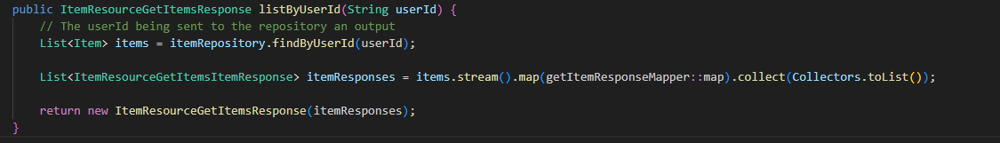 public ItemResourceGetItemsResponse listByUserId(String userId) {
// The userId being sent to the repository an output
List<Item> items = itemRepository.findByUserId(userId);
List<ItemResourceGetItemsItemResponse> itemResponses = items.stream().map(getItemResponseMapper::map).collect(Collectors.toList());
return new ItemResourceGetItemsResponse(itemResponses);
}